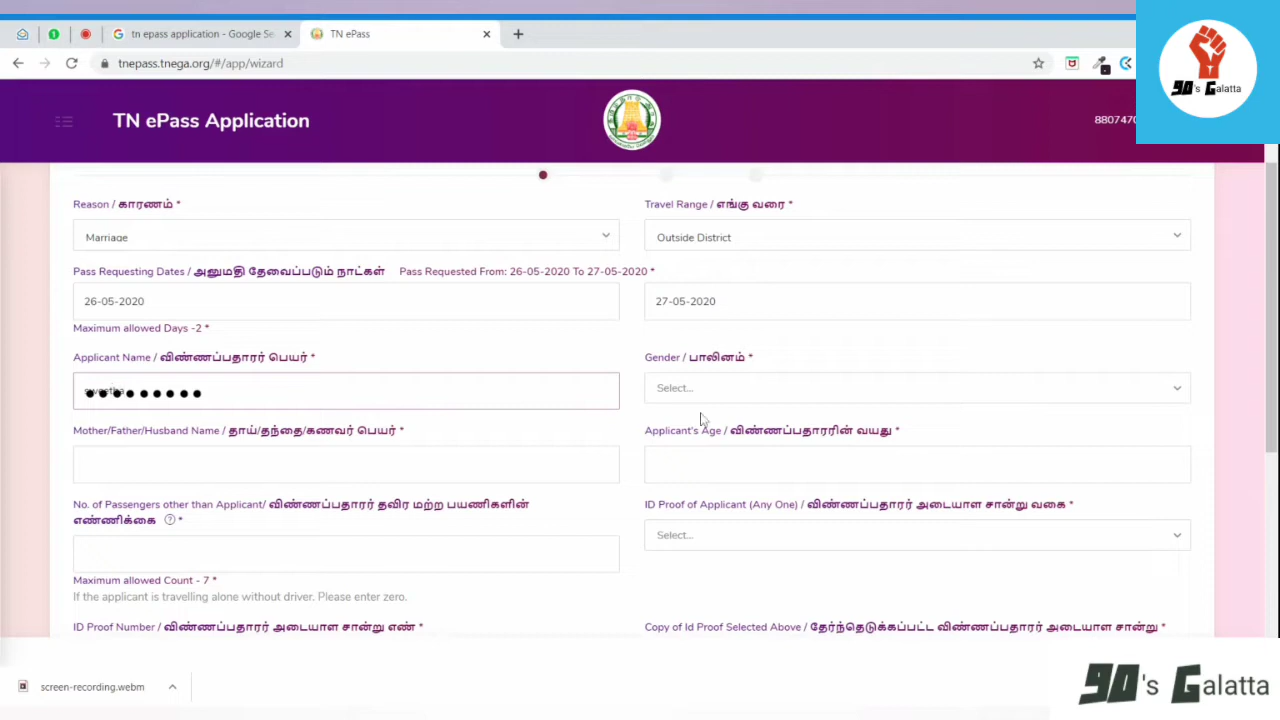 tn epass application - Google Se
TN ePass
tnepass.tnega.org/#/app/wizard
90's Galatta
TN ePass Application
880747
Reason / காரணம் *
Travel Range / எங்கு வரை *
Marriage
Outside District
Pass Requesting Dates / அனுமதி தேவைப்படும் நாட்கள் Pass Requested From: 26-05-2020 To 27-05-2020 *
26-05-2020
27-05-2020
Maximum allowed Days -2 *
Applicant Name / விண்ணப்பதாரர் பெயர் *
Gender / பாலினம் *
Select...
Mother/Father/Husband Name / தாய்/தந்தை/கணவர் பெயர் *
Applicant's Age / விண்ணப்பதாரரின் வயது *
No. of Passengers other than Applicant/ விண்ணப்பதாரர் தவிர மற்ற பயணிகளின்
எண்ணிக்கை ? *
ID Proof of Applicant (Any One) / விண்ணப்பதாரர் அடையாள சான்று வகை *
Select...
Maximum allowed Count - 7 *
If the applicant is travelling alone without driver. Please enter zero.
ID Proof Number / விண்ணப்பதாரர் அடையாள சான்று எண் *
Copy of Id Proof Selected Above / தேர்ந்தெடுக்கப்பட்ட விண்ணப்பதாரர் அடையாள சான்று *
screen-recording.webm
90's Galatta